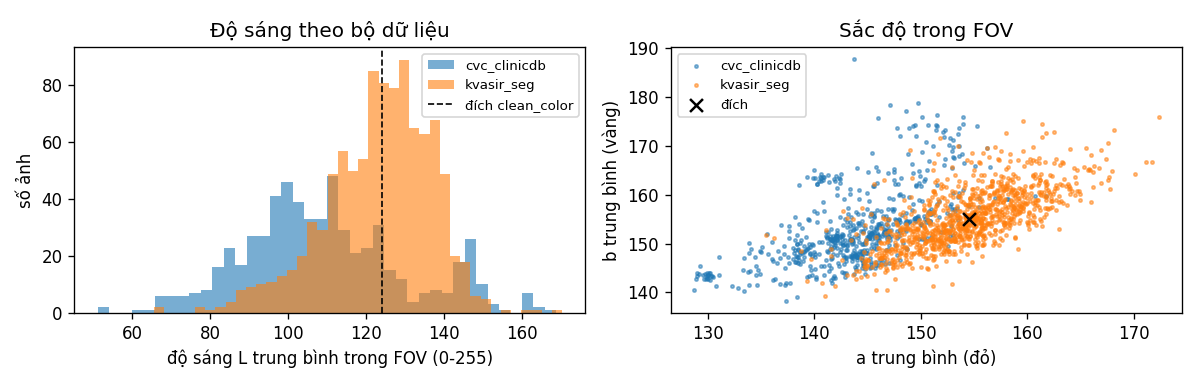 Độ sáng theo bộ dữ liệu
cvc_clinicdb
kvasir_seg
đích clean_color
số ảnh
80
60
40
20
0
60
80
100
120
140
160
độ sáng L trung bình trong FOV (0-255)
Sắc độ trong FOV
cvc_clinicdb
kvasir_seg
đích
b trung bình (vàng)
190
180
170
160
150
140
130
140
150
160
170
a trung bình (đỏ)